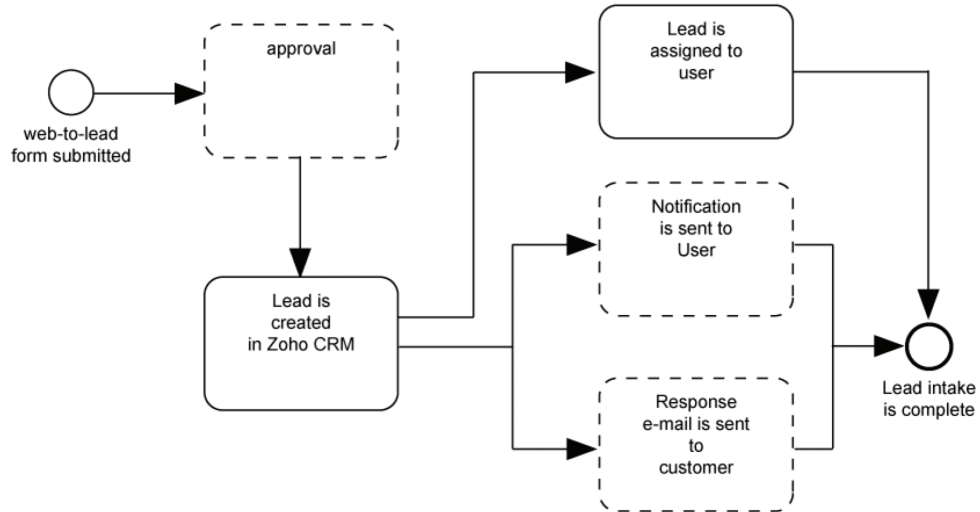 approval
web-to-lead
form submitted
Lead is
created
in Zoho CRM
Lead is
assigned to
user
Notification
is sent to
User
Response
e-mail is sent
to
customer
Lead intake
is complete